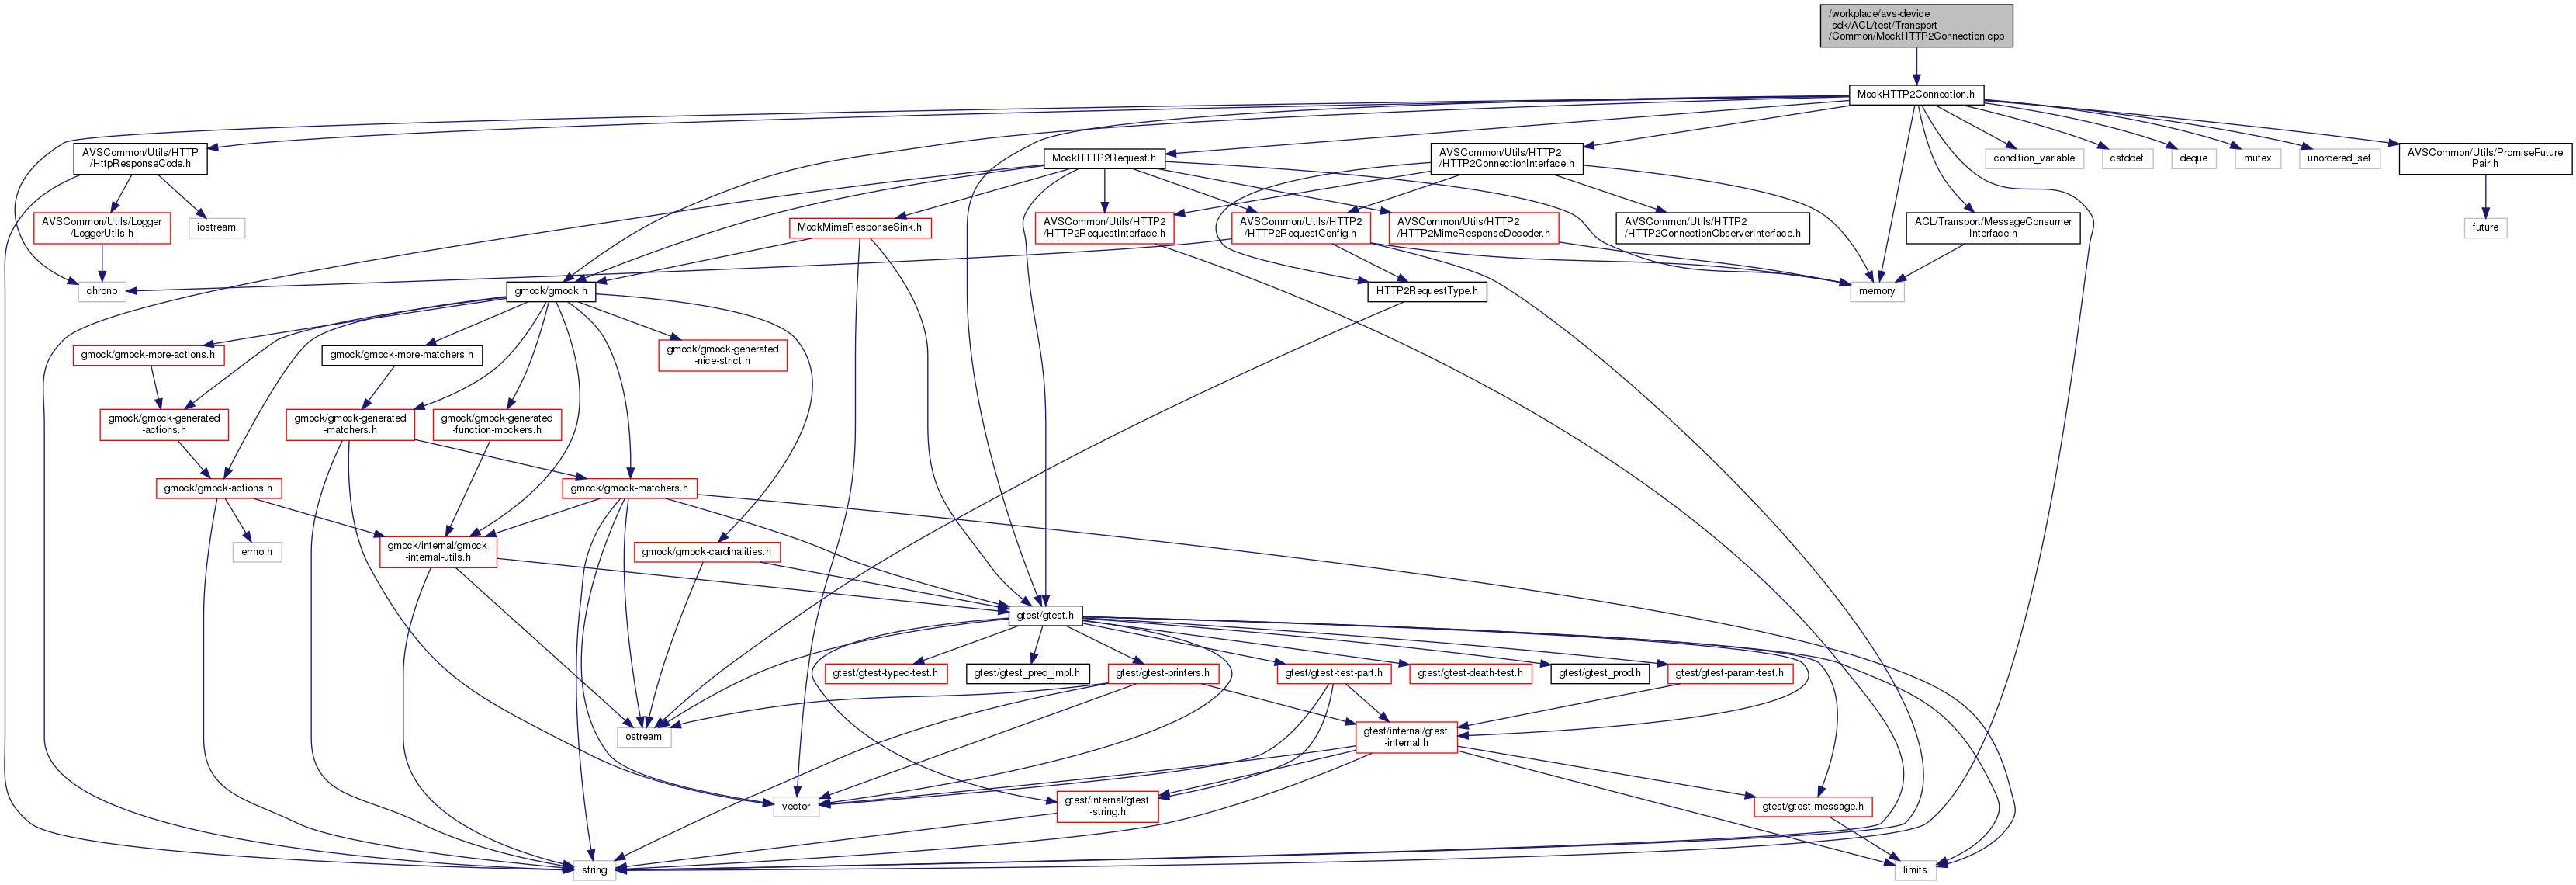 /workplace/avs-device
-sdk/ACL/test/Transport
/Common/MockHTTP2Connection.cpp
MockHTTP2Connection.h
AVSCommon/Utils/HTTP
/HttpResponseCode.h
MockHTTP2Request.h
AVSCommon/Utils/HTTP2
/HTTP2ConnectionInterface.h
condition_variable
cstddef
deque
mutex
unordered_set
AVSCommon/Utils/PromiseFuture
Pair.h
AVSCommon/Utils/Logger
/LoggerUtils.h
iostream
MockMimeResponseSink.h
AVSCommon/Utils/HTTP2
/HTTP2RequestInterface.h
AVSCommon/Utils/HTTP2
/HTTP2RequestConfig.h
AVSCommon/Utils/HTTP2
/HTTP2MimeResponseDecoder.h
AVSCommon/Utils/HTTP2
/HTTP2ConnectionObserverInterface.h
ACL/Transport/MessageConsumer
Interface.h
future
chrono
gmock/gmock.h
HTTP2RequestType.h
memory
gmock/gmock-more-actions.h
gmock/gmock-more-matchers.h
gmock/gmock-generated
-nice-strict.h
gmock/gmock-generated
-actions.h
gmock/gmock-generated
-matchers.h
gmock/gmock-generated
-function-mockers.h
gmock/gmock-actions.h
gmock/gmock-matchers.h
errno.h
gmock/internal/gmock
-internal-utils.h
gmock/gmock-cardinalities.h
gtest/gtest.h
gtest/gtest-typed-test.h
gtest/gtest_pred_impl.h
gtest/gtest-printers.h
gtest/gtest-test-part.h
gtest/gtest-death-test.h
gtest/gtest_prod.h
gtest/gtest-param-test.h
ostream
gtest/internal/gtest
-internal.h
vector
gtest/internal/gtest
-string.h
gtest/gtest-message.h
string
limits